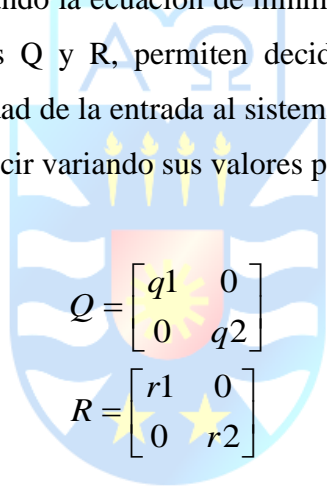 ando la ecuación de minim
s Q y R, permiten decid
dad de la entrada al sistem
cir variando sus valores p
Α Ω
Q = [q1 0
0 q2]
R = [r1 0
0 r2]